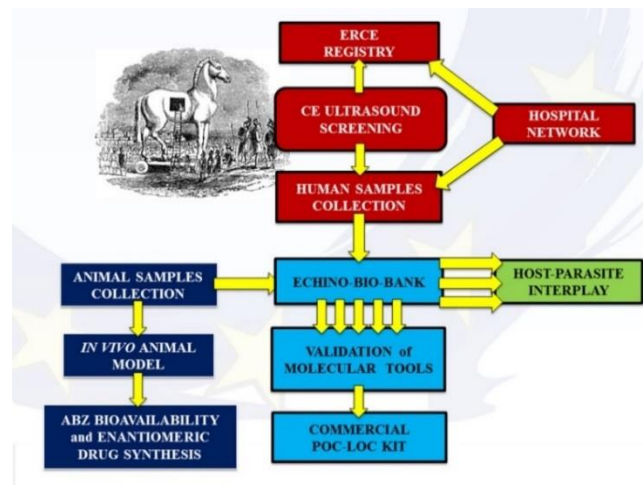 ERCE
REGISTRY
CE ULTRASOUND
SCREENING
HOSPITAL
NETWORK
HUMAN SAMPLES
COLLECTION
ANIMAL SAMPLES
COLLECTION
ECHINO-BIO-BANK
HOST-PARASITE
INTERPLAY
IN VIVO ANIMAL
MODEL
VALIDATION of
MOLECULAR TOOLS
ABZ BIOAVAILABILITY
and ENANTIOMERIC
DRUG SYNTHESIS
COMMERCIAL
POC-LOC KIT